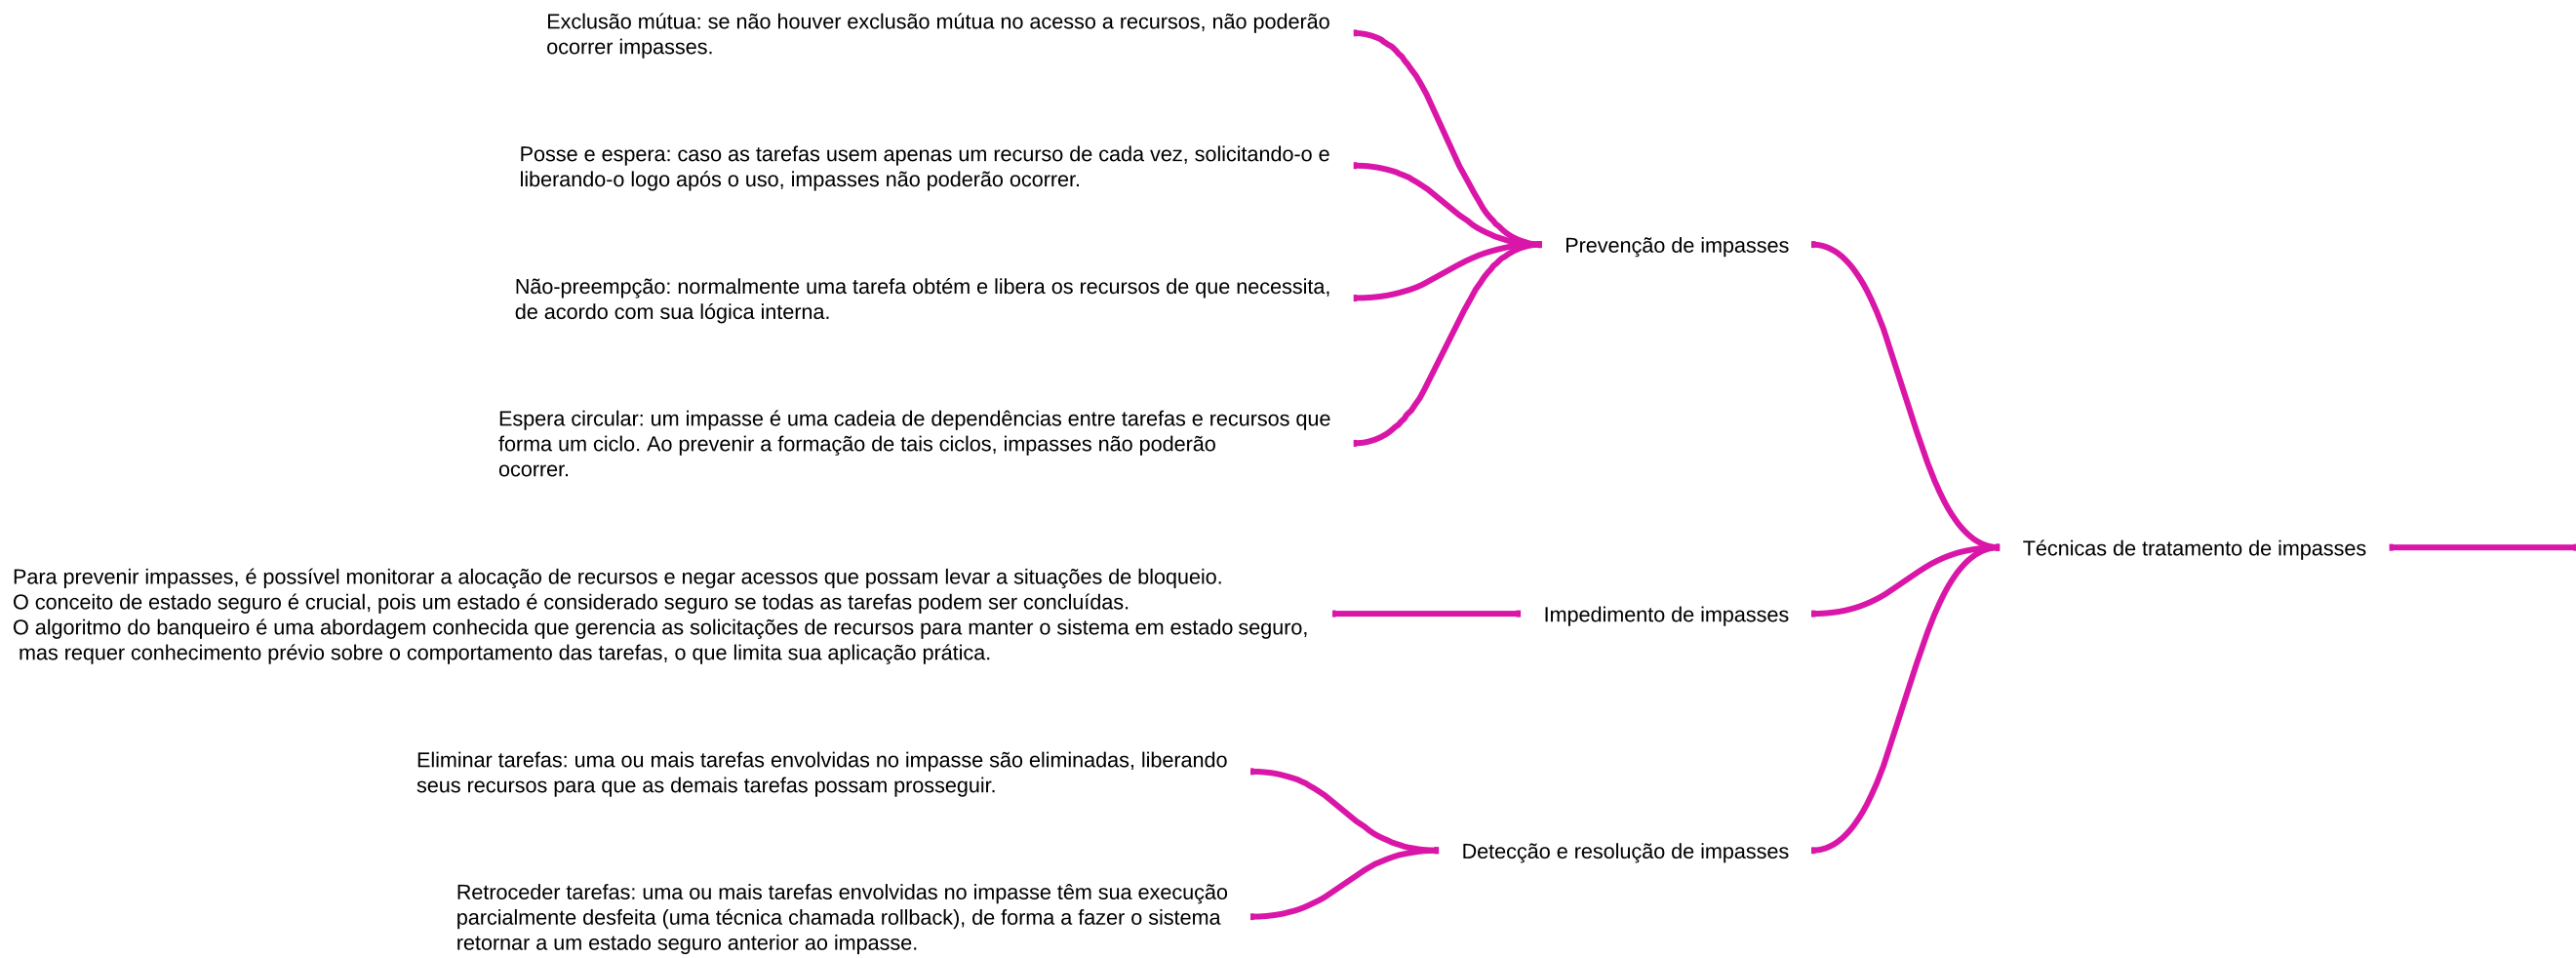 Exclusão mútua: se não houver exclusão mútua no acesso a recursos, não poderão
ocorrer impasses.
Posse e espera: caso as tarefas usem apenas um recurso de cada vez, solicitando-o e
liberando-o logo após o uso, impasses não poderão ocorrer.
Prevenção de impasses
Não-preempção: normalmente uma tarefa obtém e libera os recursos de que necessita,
de acordo com sua lógica interna.
Espera circular: um impasse é uma cadeia de dependências entre tarefas e recursos que
forma um ciclo. Ao prevenir a formação de tais ciclos, impasses não poderão
ocorrer.
Técnicas de tratamento de impasses
Para prevenir impasses, é possível monitorar a alocação de recursos e negar acessos que possam levar a situações de bloqueio.
O conceito de estado seguro é crucial, pois um estado é considerado seguro se todas as tarefas podem ser concluídas.
O algoritmo do banqueiro é uma abordagem conhecida que gerencia as solicitações de recursos para manter o sistema em estado seguro,
mas requer conhecimento prévio sobre o comportamento das tarefas, o que limita sua aplicação prática.
Impedimento de impasses
Eliminar tarefas: uma ou mais tarefas envolvidas no impasse são eliminadas, liberando
seus recursos para que as demais tarefas possam prosseguir.
Detecção e resolução de impasses
Retroceder tarefas: uma ou mais tarefas envolvidas no impasse têm sua execução
parcialmente desfeita (uma técnica chamada rollback), de forma a fazer o sistema
retornar a um estado seguro anterior ao impasse.